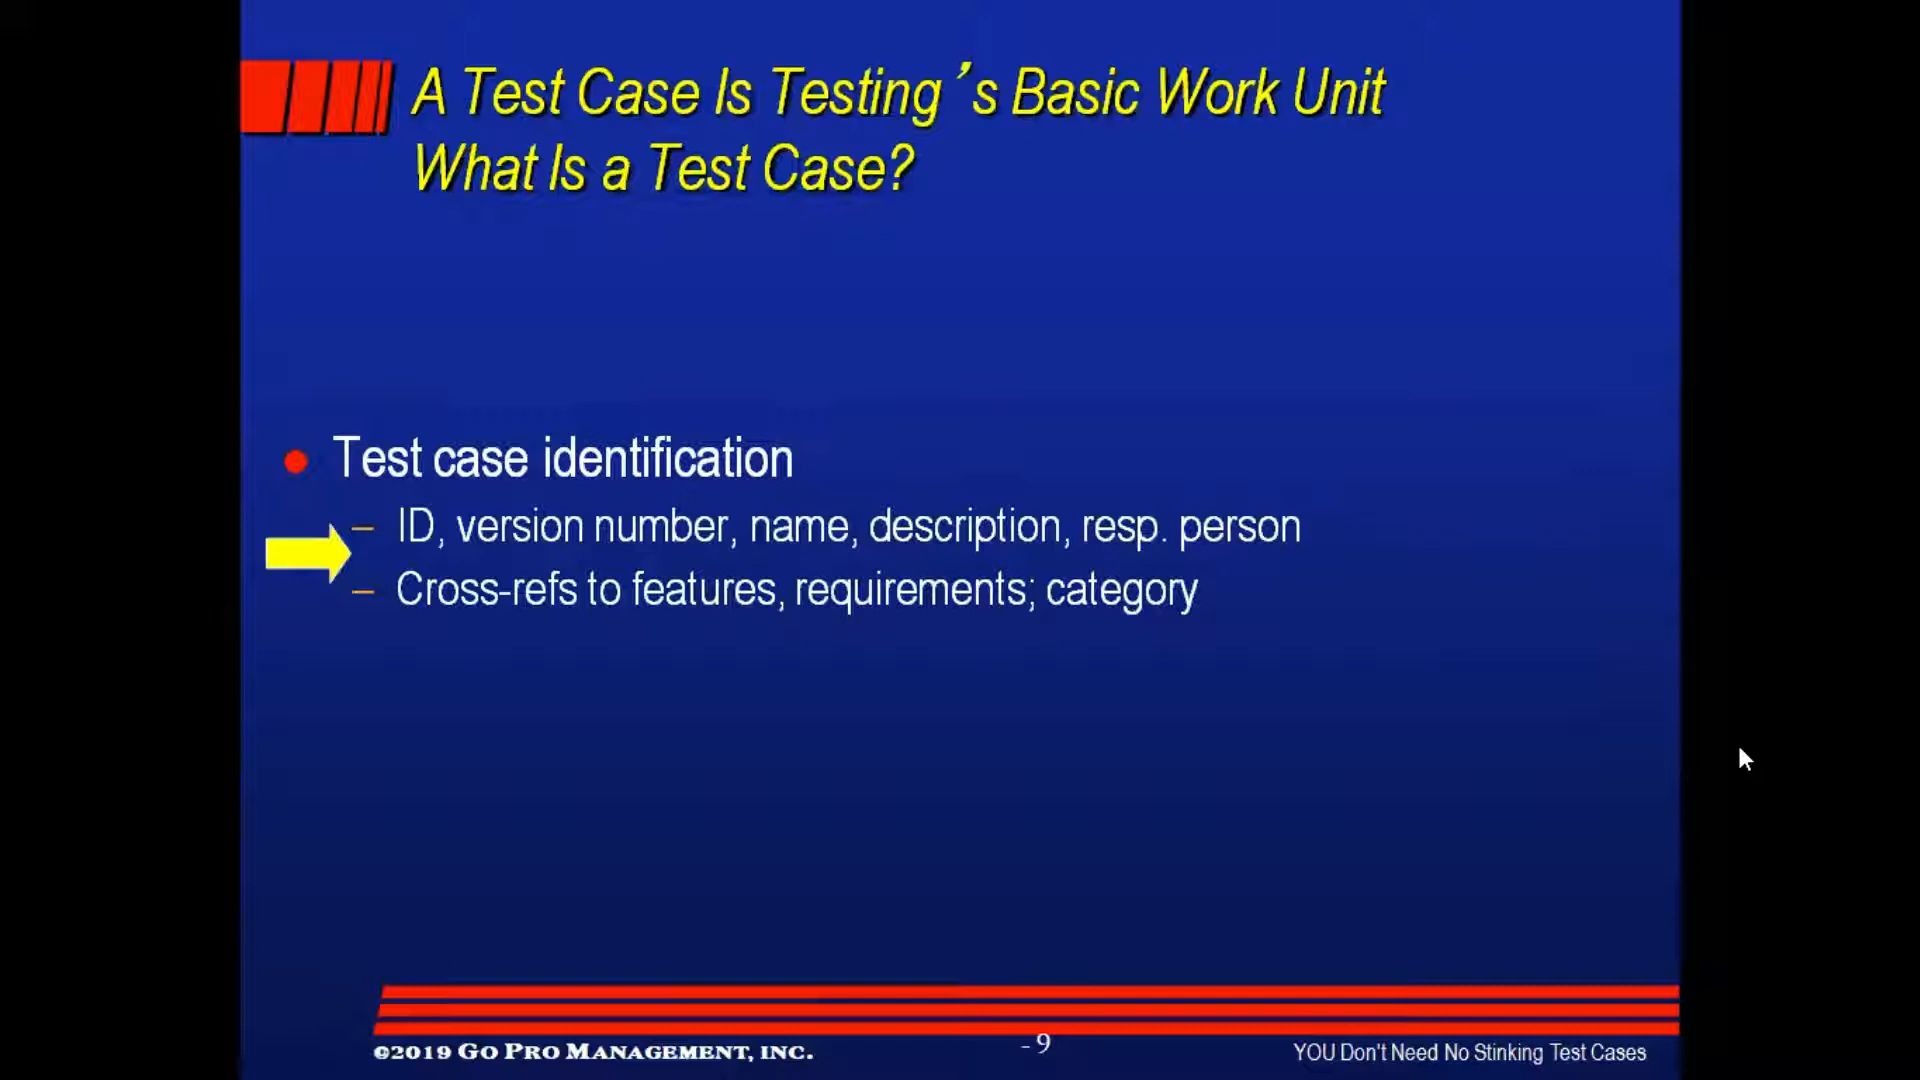 A Test Case Is Testing’s Basic Work Unit
What Is a Test Case?
Test case identification
– ID, version number, name, description, resp. person
– Cross-refs to features, requirements; category
©2019 GO PRO MANAGEMENT, INC.
- 9
YOU Don't Need No Stinking Test Cases